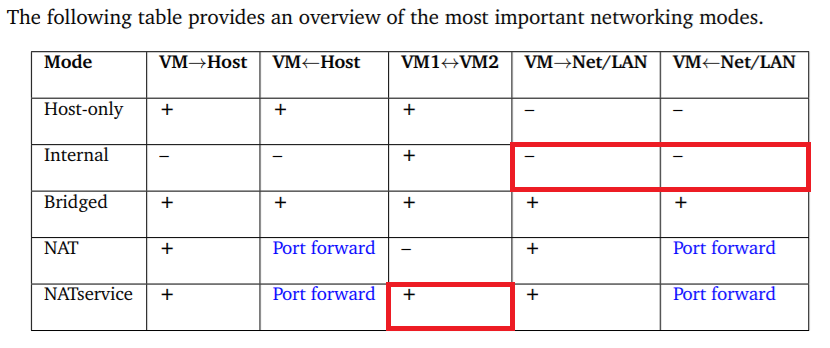 The following table provides an overview of the most important networking modes.
Mode VM→Host VM←Host VM1↔VM2 VM→Net/LAN VM←Net/LAN
Host-only + + + – –
Internal – – + – –
Bridged + + + + +
NAT + Port forward – + Port forward
NATservice + Port forward + + Port forward